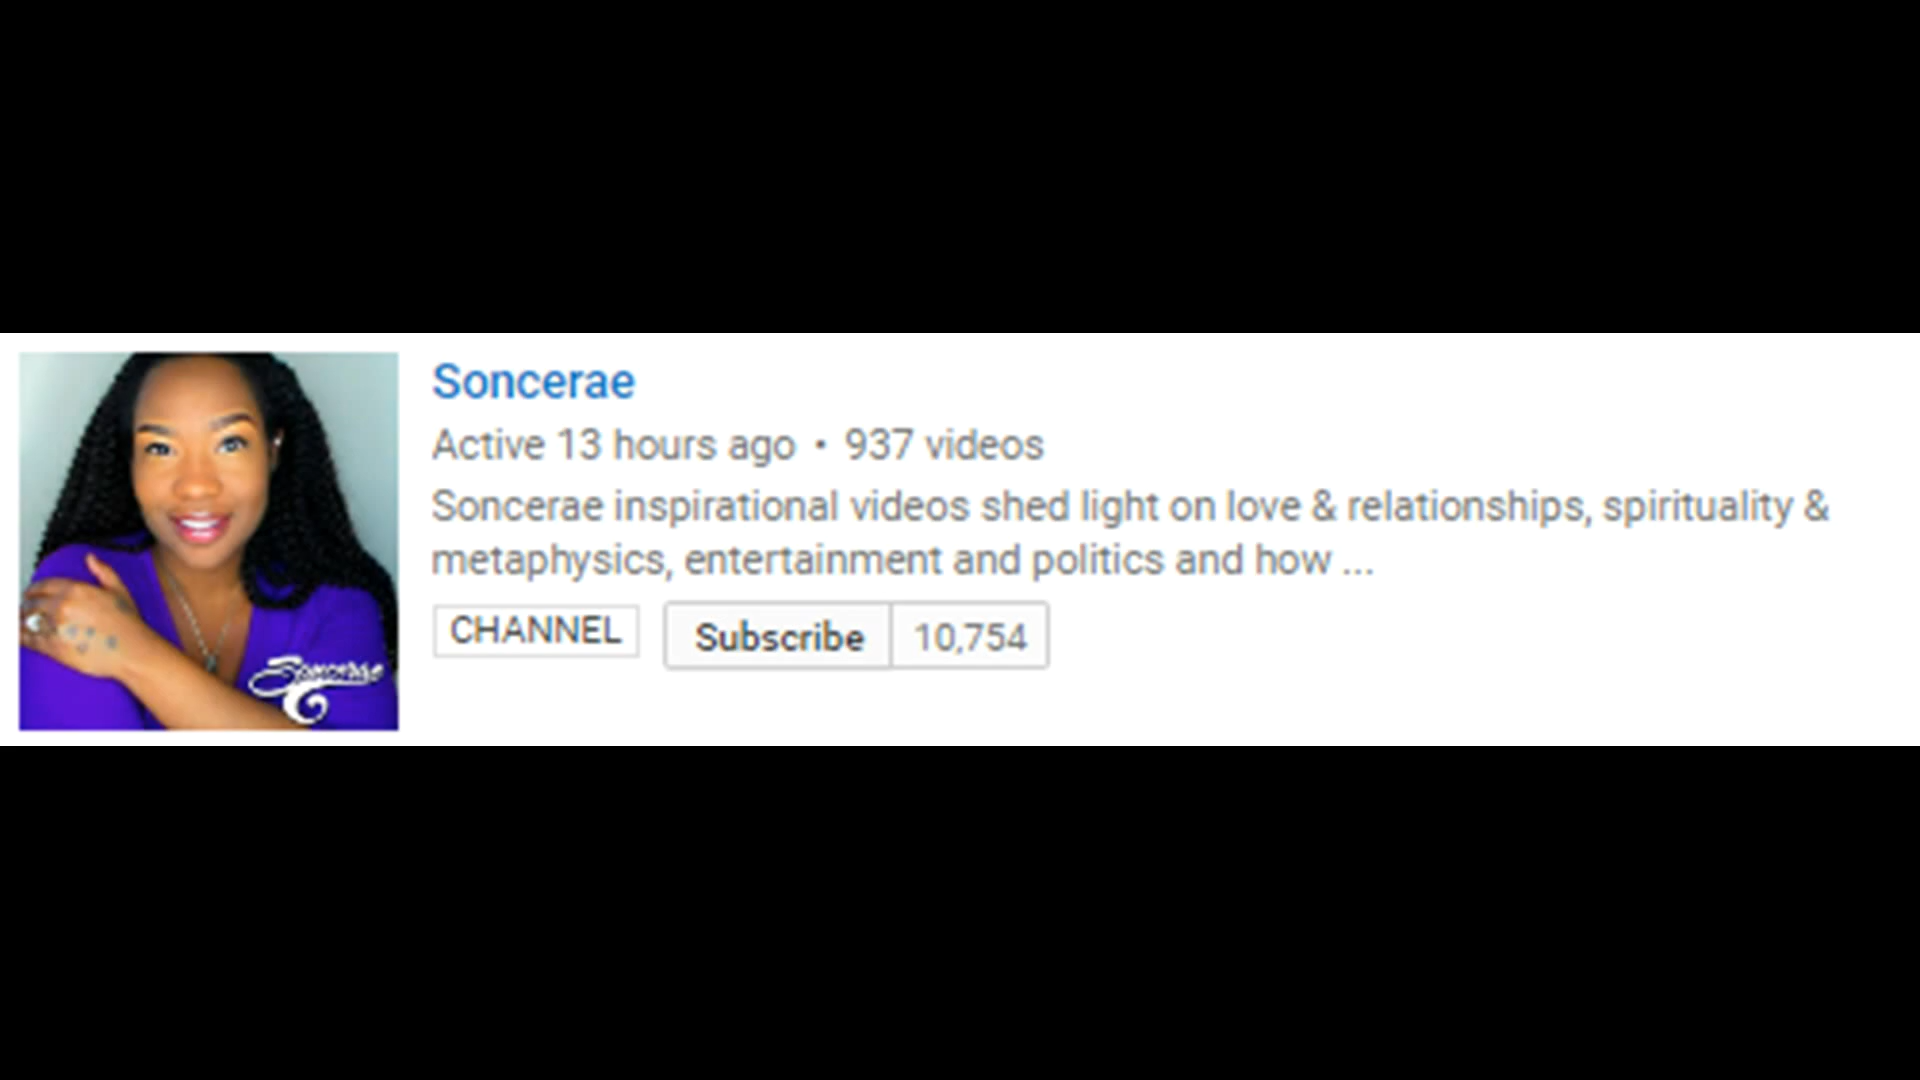 Soncerae
Active 13 hours ago • 937 videos
Soncerae inspirational videos shed light on love & relationships, spirituality &
metaphysics, entertainment and politics and how ...
CHANNEL
Subscribe 10,754
Soncerae